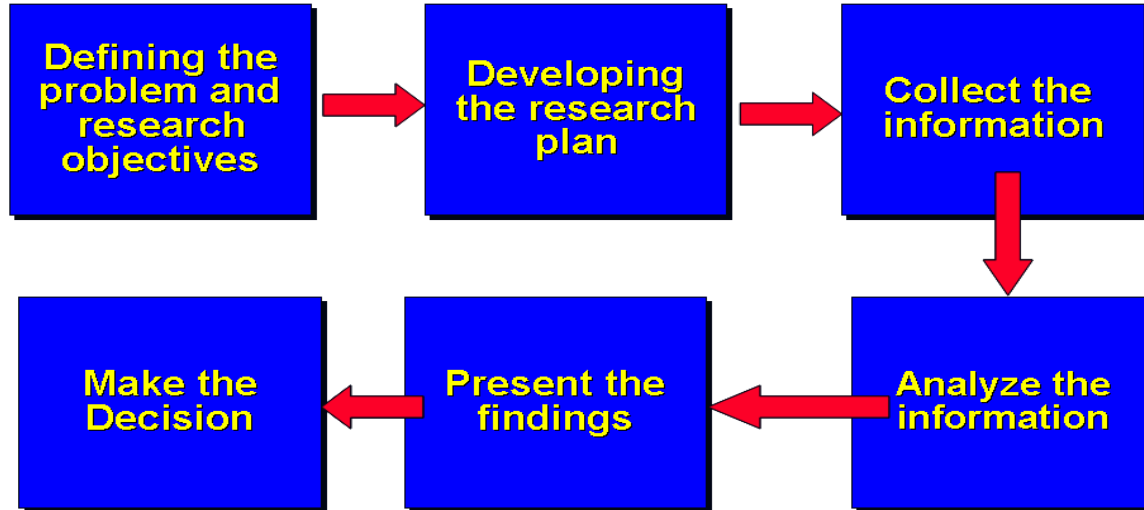 Defining the
problem and
research
objectives
Developing
the research
plan
Collect the
information
Analyze the
information
Present the
findings
Make the
Decision